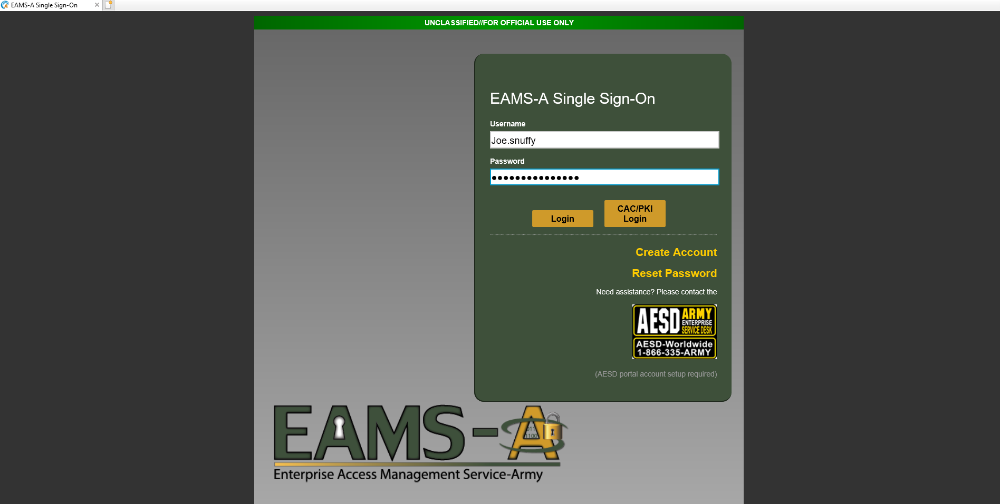 EAMS-A Single Sign-On
UNCLASSIFIED//FOR OFFICIAL USE ONLY
EAMS-A Single Sign-On
Username
Joe.snuffy
Password
●●●●●●●●●●●●●●●
Login
CAC/PKI
Login
Create Account
Reset Password
Need assistance? Please contact the
AESD ARMY
ENTERPRISE
SERVICE DESK
AESD-Worldwide
1-866-335-ARMY
(AESD portal account setup required)
EAMS-A
011
1100
Enterprise Access Management Service-Army